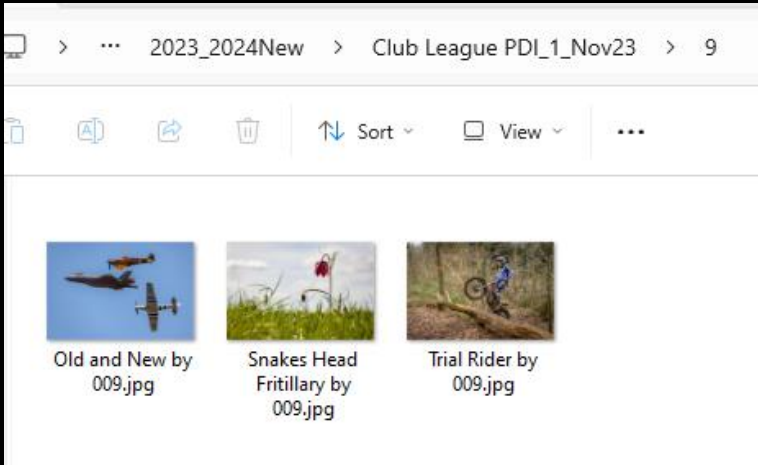 > ... 2023_2024New > Club League PDI_1_Nov23 > 9
A Sort View ...
Old and New by
009.jpg
Snakes Head
Fritillary by
009.jpg
Trial Rider by
009.jpg